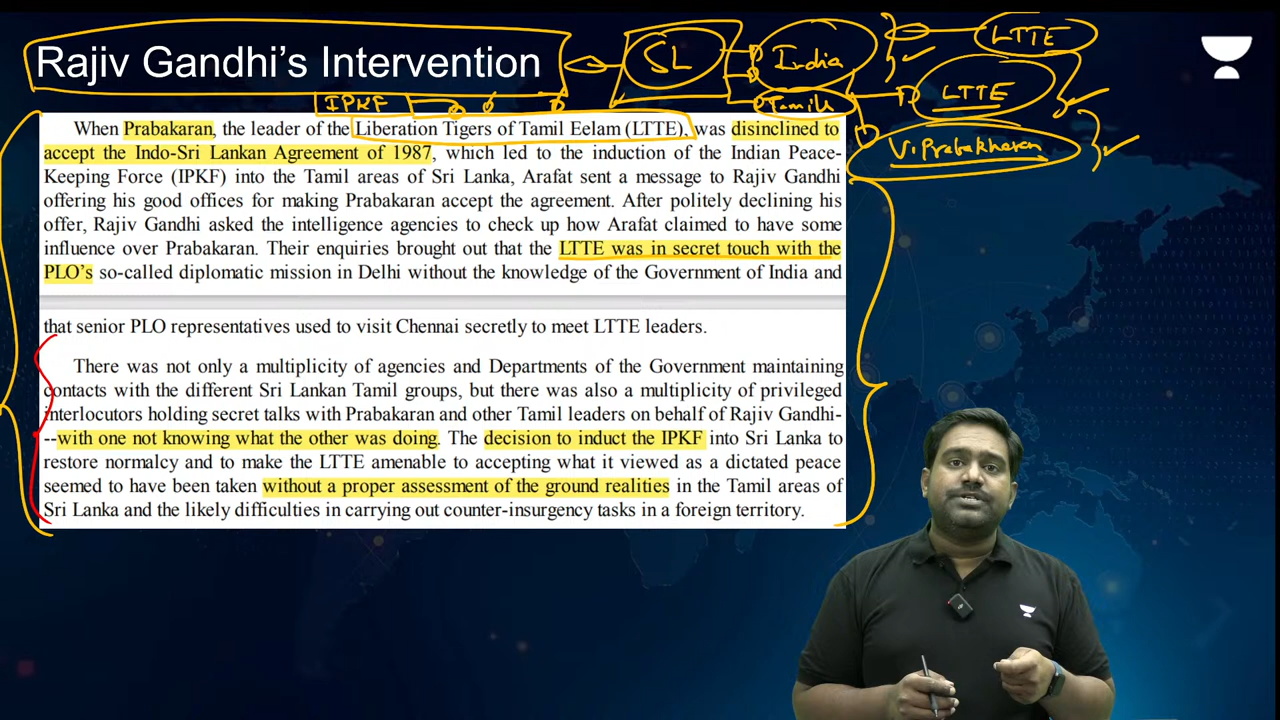 Rajiv Gandhi’s Intervention
SL
India
LTTE
IPKF
Tamils
LTTE
V. Prabakharan
When Prabakaran, the leader of the Liberation Tigers of Tamil Eelam (LTTE), was disinclined to
accept the Indo-Sri Lankan Agreement of 1987, which led to the induction of the Indian Peace-
Keeping Force (IPKF) into the Tamil areas of Sri Lanka, Arafat sent a message to Rajiv Gandhi
offering his good offices for making Prabakaran accept the agreement. After politely declining his
offer, Rajiv Gandhi asked the intelligence agencies to check up how Arafat claimed to have some
influence over Prabakaran. Their enquiries brought out that the LTTE was in secret touch with the
PLO’s so-called diplomatic mission in Delhi without the knowledge of the Government of India and
that senior PLO representatives used to visit Chennai secretly to meet LTTE leaders.
There was not only a multiplicity of agencies and Departments of the Government maintaining
contacts with the different Sri Lankan Tamil groups, but there was also a multiplicity of privileged
interlocutors holding secret talks with Prabakaran and other Tamil leaders on behalf of Rajiv Gandhi-
--with one not knowing what the other was doing. The decision to induct the IPKF into Sri Lanka to
restore normalcy and to make the LTTE amenable to accepting what it viewed as a dictated peace
seemed to have been taken without a proper assessment of the ground realities in the Tamil areas of
Sri Lanka and the likely difficulties in carrying out counter-insurgency tasks in a foreign territory.